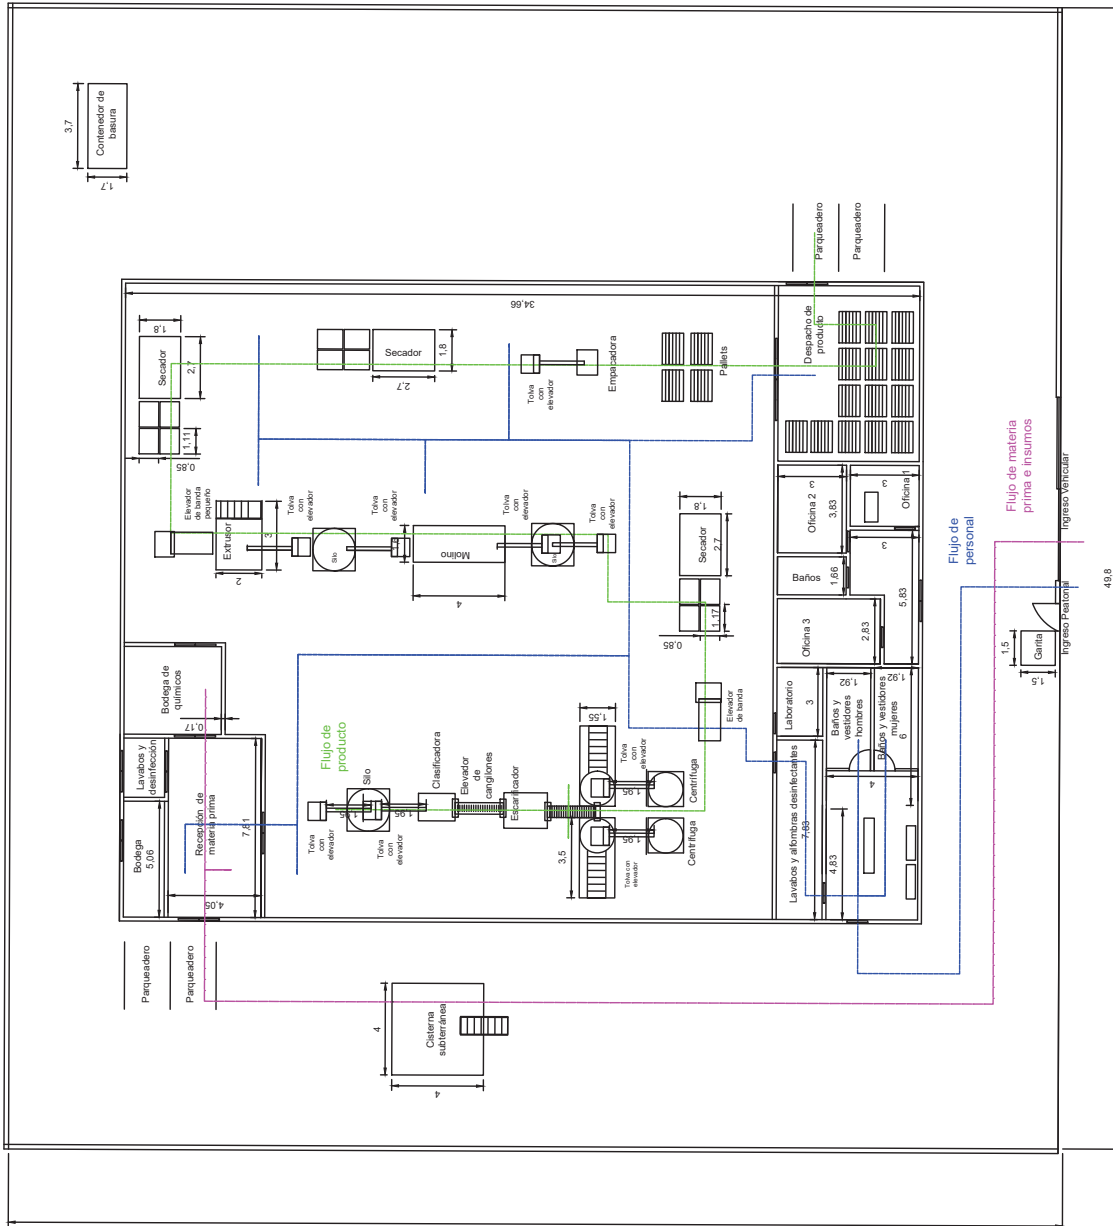 3,7
Contenedor de
basura
1,7
Parqueadero
Parqueadero
34,66
1,8
Secador
2,7
1,11
0,85
Secador
1,8
2,7
Tolva
con
elevador
Empacadora
Pallets
Despacho de
producto
Elevador
de banda
pequeño
Extrusor
3
2
Tolva
con
elevador
Silo
Tolva
con
elevador
Molino
4
Tolva
con
elevador
Silo
Tolva
con
elevador
1,8
Secador
2,7
1,17
0,85
Oficina 2
3
3,83
3
Oficina 1
Baños
1,66
3
5,83
Oficina 3
2,83
Flujo de materia
prima e insumos
Flujo de
personal
Ingreso Vehicular
Ingreso Peatonal
49,8
Garita
1,5
1,5
Bodega de
químicos
0,17
Lavabos y
desinfección
Bodega
5,06
Recepción de
materia prima
7,81
4,05
Flujo de
producto
Tolva
con
elevador
Silo
1,95
Tolva
con
elevador
1,95
Clasificadora
Elevador
de
cangilones
Escarificador
3,5
1,55
Tolva
con
elevador
1,95
Centrífuga
Tolva con
elevador
1,95
Centrífuga
Elevador
de banda
Laboratorio
3
Baños y
vestidores
hombres
1,92
1,92
Baños y vestidores
mujeres
6
4
Lavabos y alfombras desinfectantes
7,83
4,83
Parqueadero
Parqueadero
Cisterna
subterránea
4
4